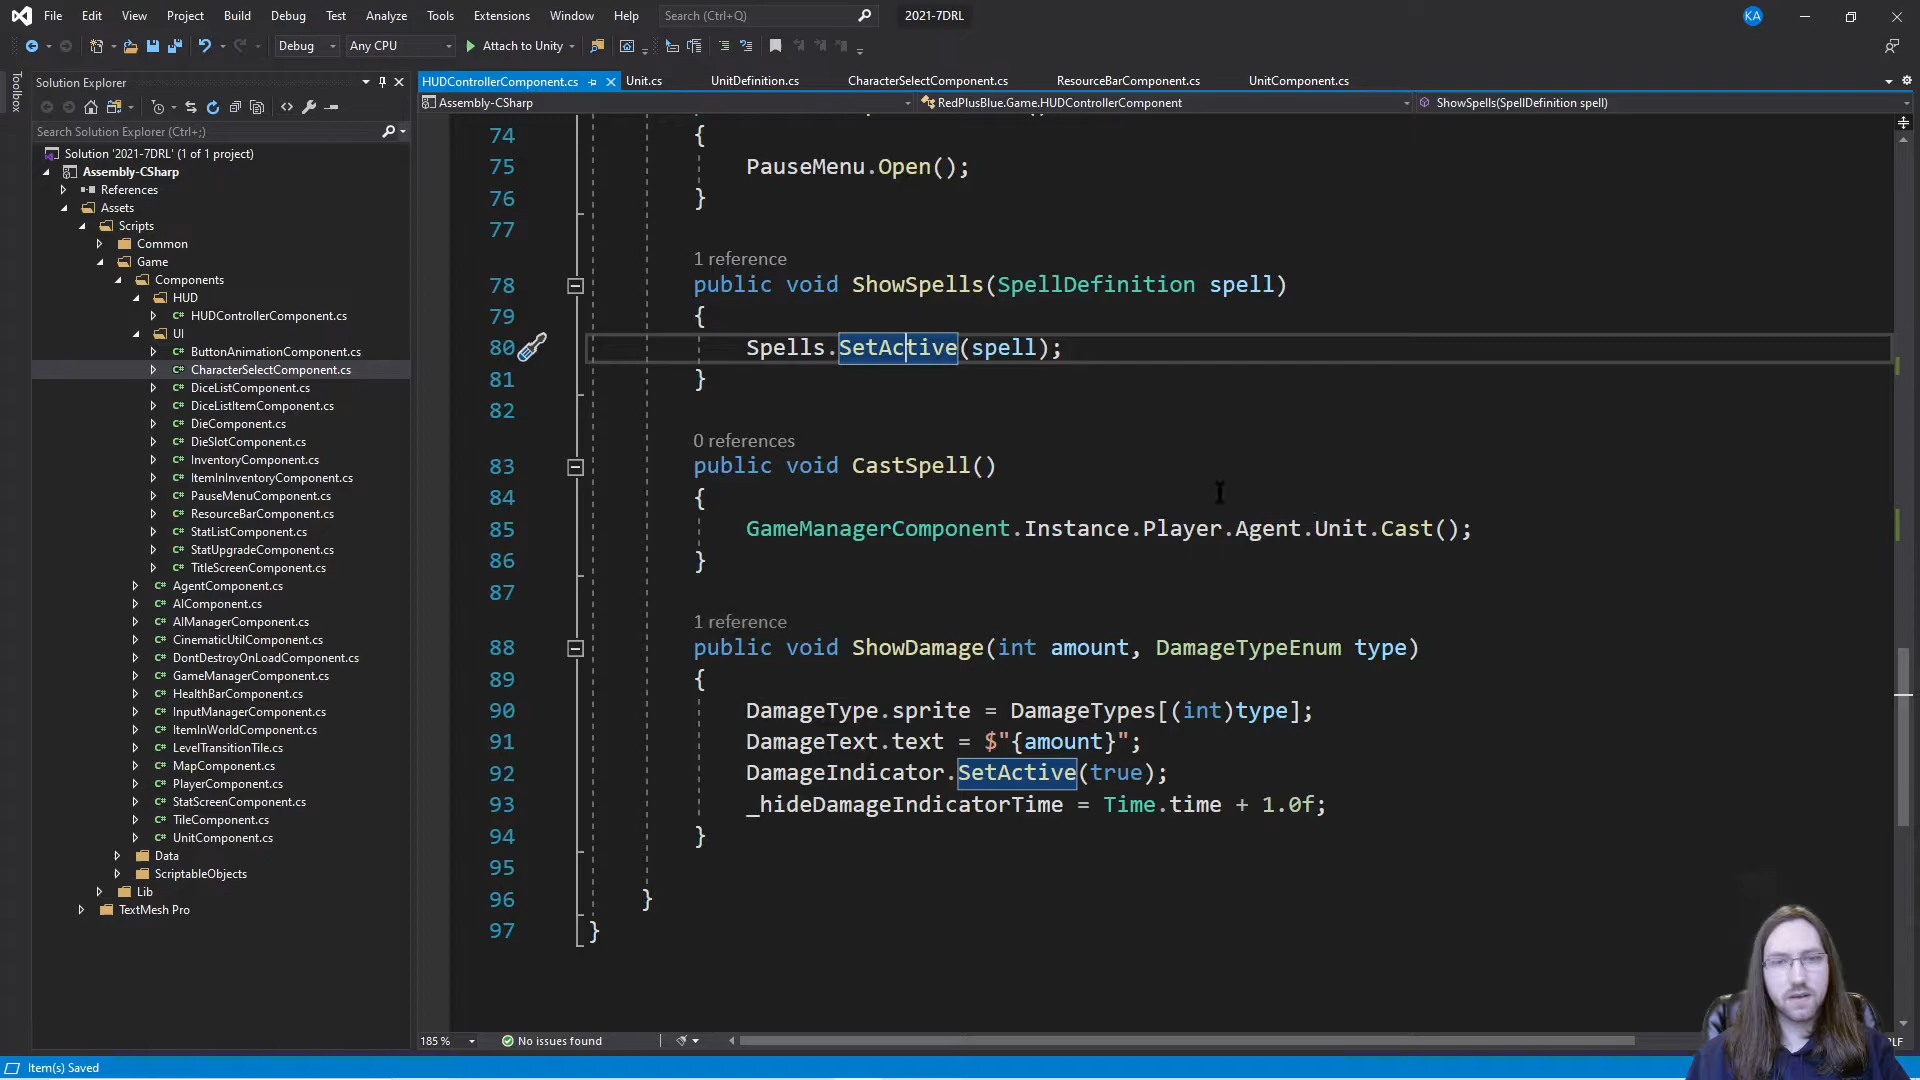 File Edit View Project Build Debug Test Analyze Tools Extensions Window Help Search (Ctrl+Q) 2021-7DRL KA
Debug Any CPU Attach to Unity
Toolbox
Solution Explorer
Search Solution Explorer (Ctrl+;)
Solution '2021-7DRL' (1 of 1 project)
Assembly-CSharp
References
Assets
Scripts
Common
Game
Components
HUD
HUDControllerComponent.cs
UI
ButtonAnimationComponent.cs
CharacterSelectComponent.cs
DiceListComponent.cs
DiceListItemComponent.cs
DieComponent.cs
DieSlotComponent.cs
InventoryComponent.cs
ItemInInventoryComponent.cs
PauseMenuComponent.cs
ResourceBarComponent.cs
StatListComponent.cs
StatUpgradeComponent.cs
TitleScreenComponent.cs
AgentComponent.cs
AIComponent.cs
AIManagerComponent.cs
CinematicUtilComponent.cs
DontDestroyOnLoadComponent.cs
GameManagerComponent.cs
HealthBarComponent.cs
InputManagerComponent.cs
ItemInWorldComponent.cs
LevelTransitionTile.cs
MapComponent.cs
PlayerComponent.cs
StatScreenComponent.cs
TileComponent.cs
UnitComponent.cs
Data
ScriptableObjects
Lib
TextMesh Pro
HUDControllerComponent.cs Unit.cs UnitDefinition.cs CharacterSelectComponent.cs ResourceBarComponent.cs UnitComponent.cs
Assembly-CSharp RedPlusBlue.Game.HUDControllerComponent ShowSpells(SpellDefinition spell)
74 {
75 PauseMenu.Open();
76 }
77
1 reference
78 public void ShowSpells(SpellDefinition spell)
79 {
80 Spells.SetActive(spell);
81 }
82
0 references
83 public void CastSpell()
84 {
85 GameManagerComponent.Instance.Player.Agent.Unit.Cast();
86 }
87
1 reference
88 public void ShowDamage(int amount, DamageTypeEnum type)
89 {
90 DamageType.sprite = DamageTypes[(int)type];
91 DamageText.text = $"{amount}";
92 DamageIndicator.SetActive(true);
93 _hideDamageIndicatorTime = Time.time + 1.0f;
94 }
95
96 }
97 }
185 % No issues found
Item(s) Saved